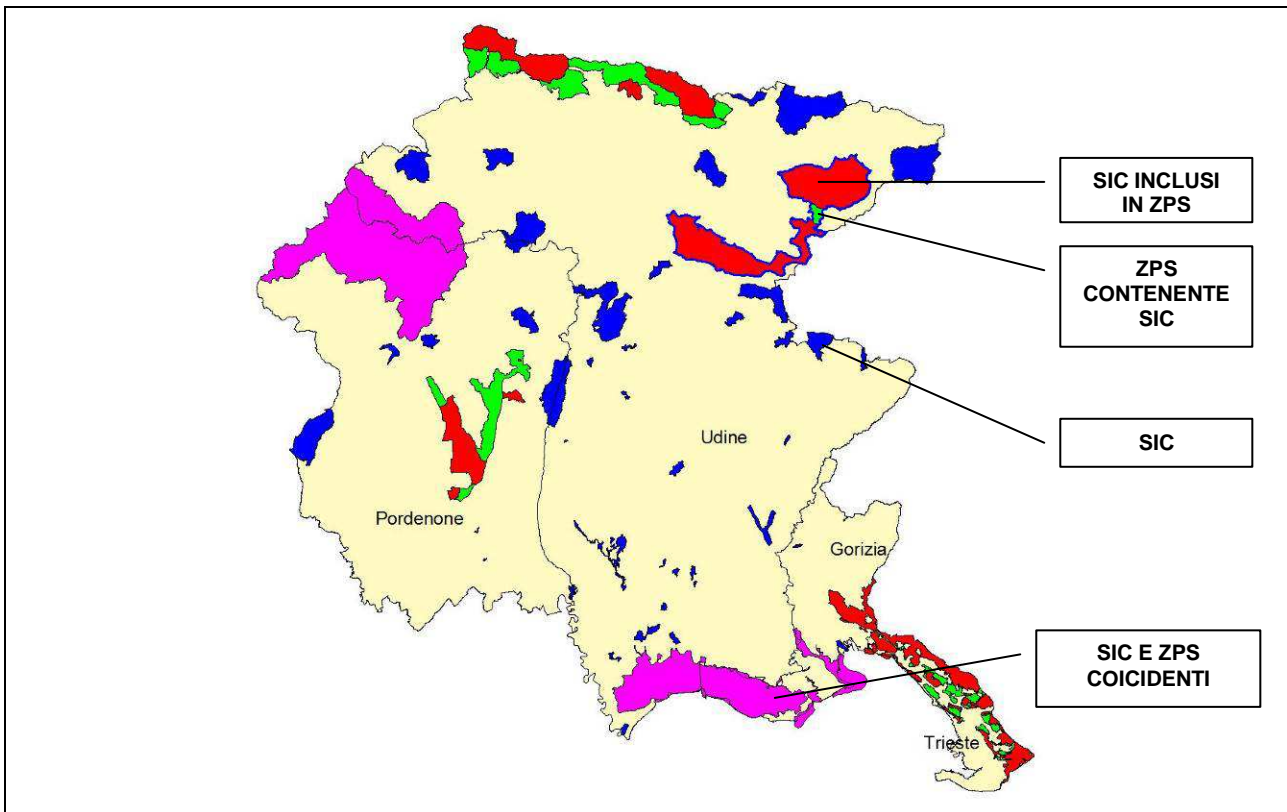 SIC INCLUSI
IN ZPS
ZPS
CONTENENTE
SIC
SIC
Udine
Pordenone
Gorizia
SIC E ZPS
COICIDENTI
Trieste